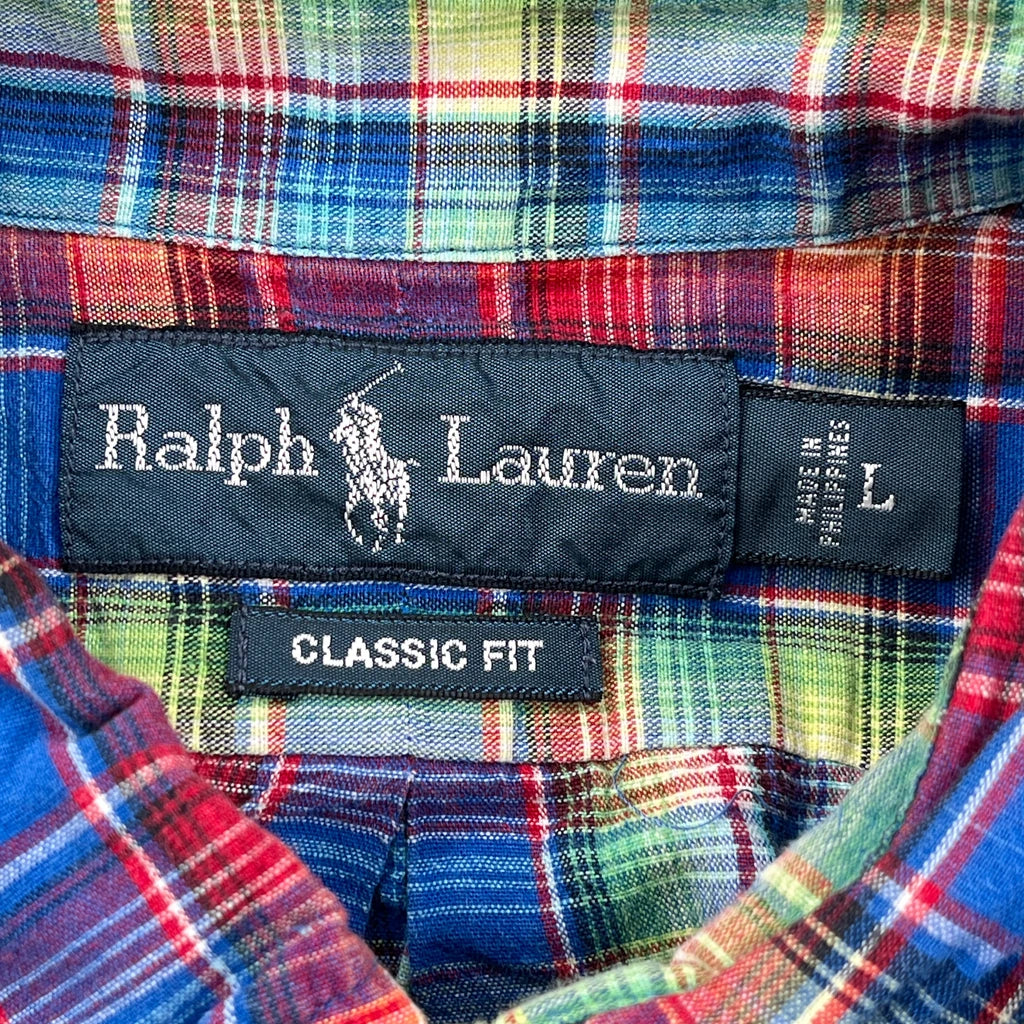 Ralph Lauren
MADE IN
PHILIPPINES
L
CLASSIC FIT